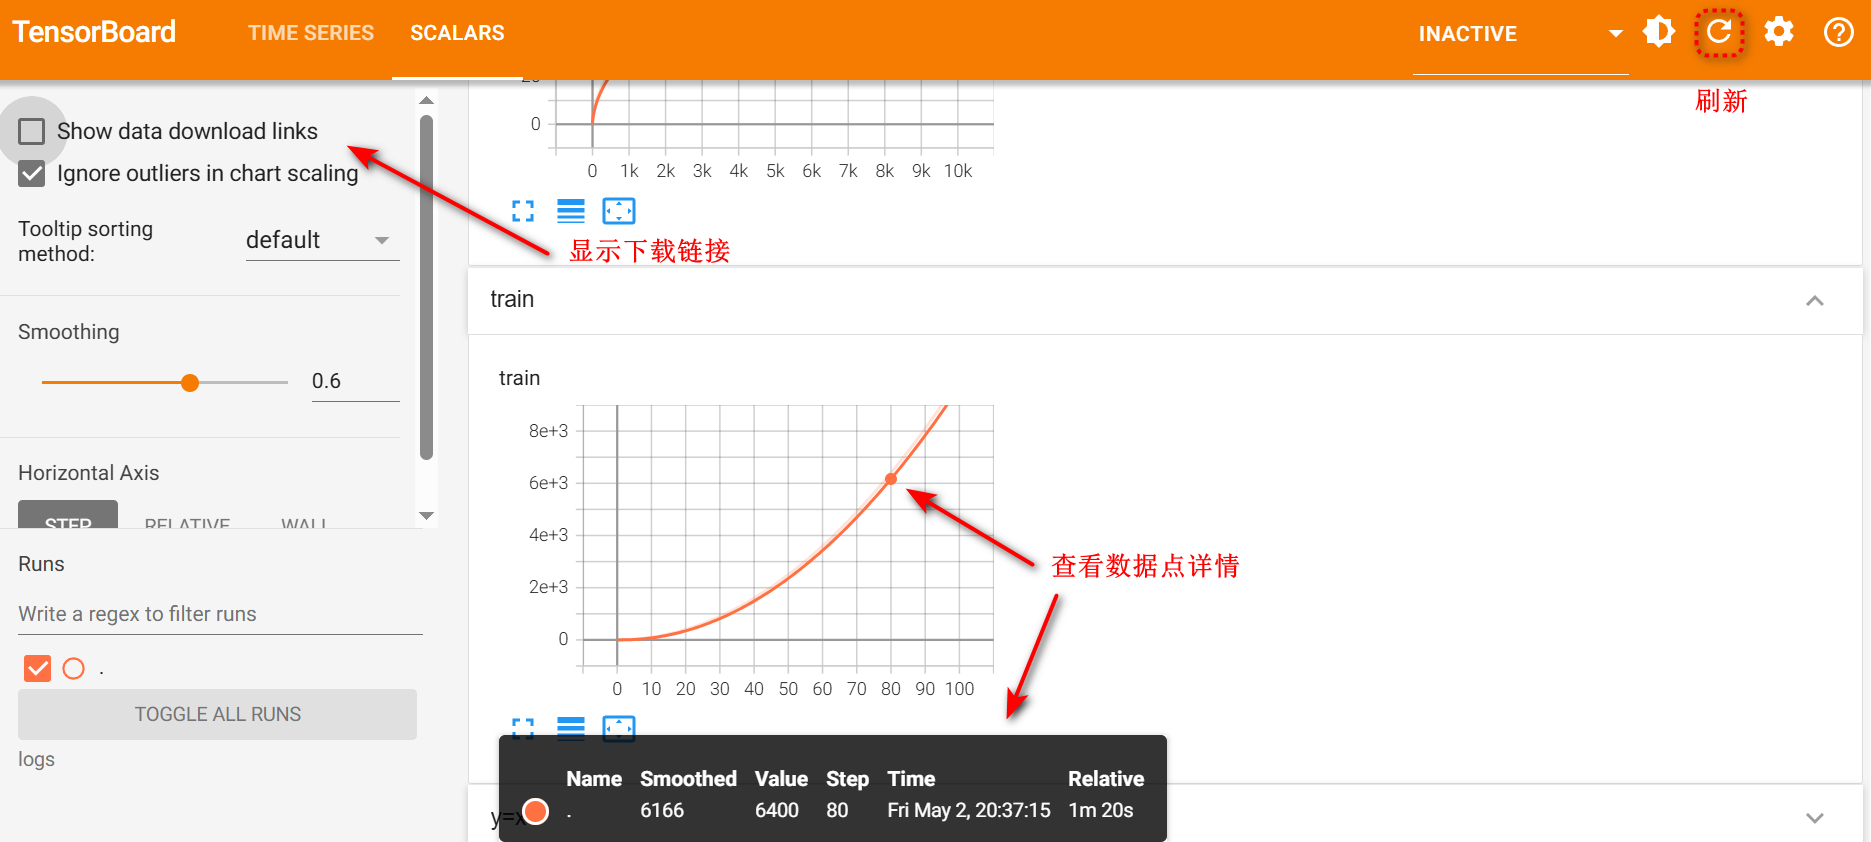 TensorBoard
TIME SERIES
SCALARS
INACTIVE
刷新
Show data download links
Ignore outliers in chart scaling
Tooltip sorting
method:
default
Smoothing
0.6
Horizontal Axis
STEP
RELATIVE
WALL
Runs
Write a regex to filter runs
.
TOGGLE ALL RUNS
logs
20
0
0 1k 2k 3k 4k 5k 6k 7k 8k 9k 10k
显示下载链接
train
train
8e+3
6e+3
4e+3
2e+3
0
0 10 20 30 40 50 60 70 80 90 100
查看数据点详情
Name Smoothed Value Step Time Relative
. 6166 6400 80 Fri May 2, 20:37:15 1m 20s
y=x